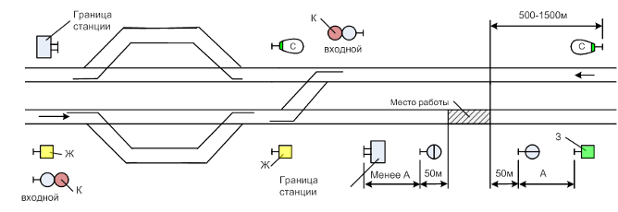 Граница
станции
К
входной
С
500-1500м
С
Место работы
З
Ж
Ж
К
входной
Граница
станции
Менее А
50м
50м
А